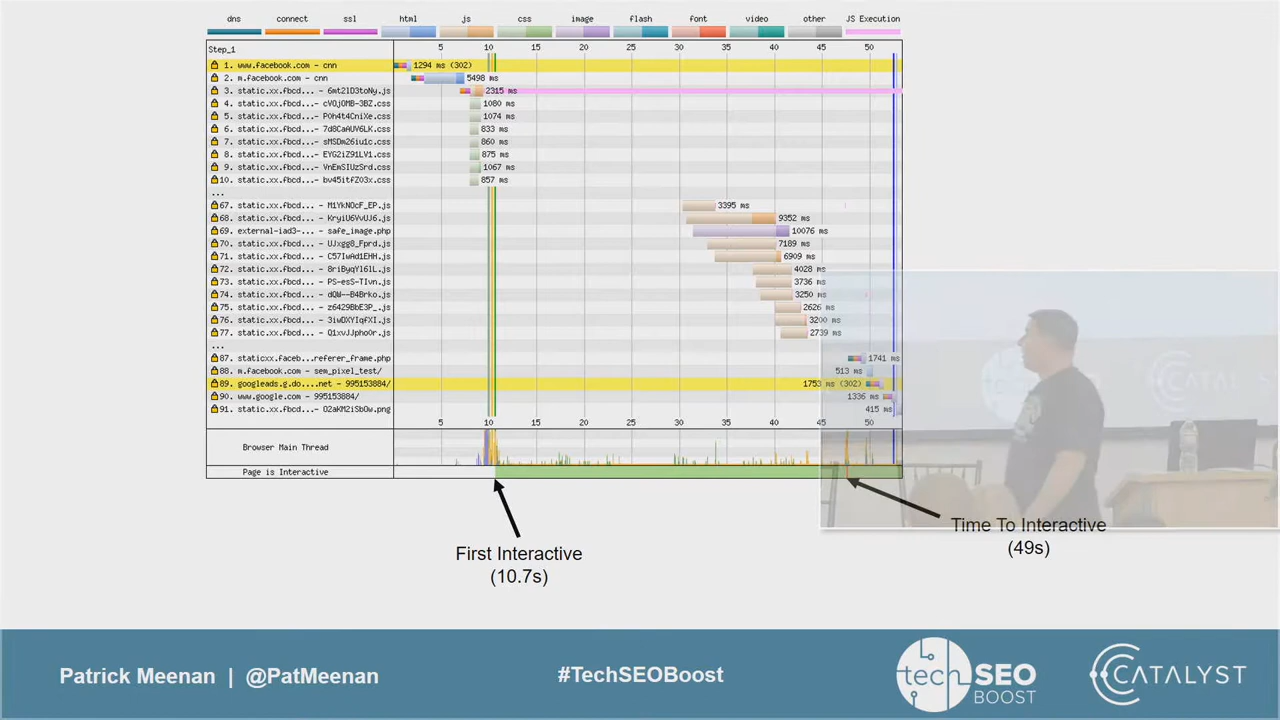 dns connect ssl html js css image flash font video other JS Execution
Step_1 5 10 15 20 25 30 35 40 45 50
1. www.facebook.com - cnn 1294 ms (302)
2. m.facebook.com - cnn 5498 ms
3. static.xx.fbcd...- 6mt2lD3toNy.js 2315 ms
4. static.xx.fbcd...- cVOjOMB-3BZ.css 1080 ms
5. static.xx.fbcd...- P0h4t4CniXe.css 1074 ms
6. static.xx.fbcd...- 7d8CaAUV6LK.css 833 ms
7. static.xx.fbcd...- sMSDm26iu1c.css 860 ms
8. static.xx.fbcd...- EYG2iZ91LV1.css 875 ms
9. static.xx.fbcd...- VnEmSIUzSrd.css 1067 ms
10. static.xx.fbcd...- bv45itfZ03x.css 857 ms
...
67. static.xx.fbcd...- M1YkNOcF_EP.js 3395 ms
68. static.xx.fbcd...- KryiU6VvUJ6.js 9352 ms
69. external-iad3-... - safe_image.php 10076 ms
70. static.xx.fbcd...- UJxgg8_Fprd.js 7189 ms
71. static.xx.fbcd...- C57IwAd1EHH.js 6909 ms
72. static.xx.fbcd...- 8riByqYl61L.js 4028 ms
73. static.xx.fbcd...- PS-esS-TIvn.js 3736 ms
74. static.xx.fbcd...- dQW--B4Brko.js 3250 ms
75. static.xx.fbcd...- z6429BbE3P_.js 2626 ms
76. static.xx.fbcd...- 3iwDXYIqfXI.js 3200 ms
77. static.xx.fbcd...- QixvJJphoOr.js 2739 ms
...
87. staticxx.faceb...referer_frame.php 1741 ms
88. m.facebook.com - sem_pixel_test/ 513 ms
89. googleads.g.do....net - 995153884/ 1753 ms (302)
90. www.google.com - 995153884/ 1336 ms
91. static.xx.fbcd...- O2aKM2iSbOw.png 415 ms
5 10 15 20 25 30 35 40 45 50
Browser Main Thread
Page is Interactive
CATALYST
First Interactive
(10.7s)
Time To Interactive
(49s)
Patrick Meenan | @PatMeenan
#TechSEOBoost
tech SEO
BOOST
CATALYST